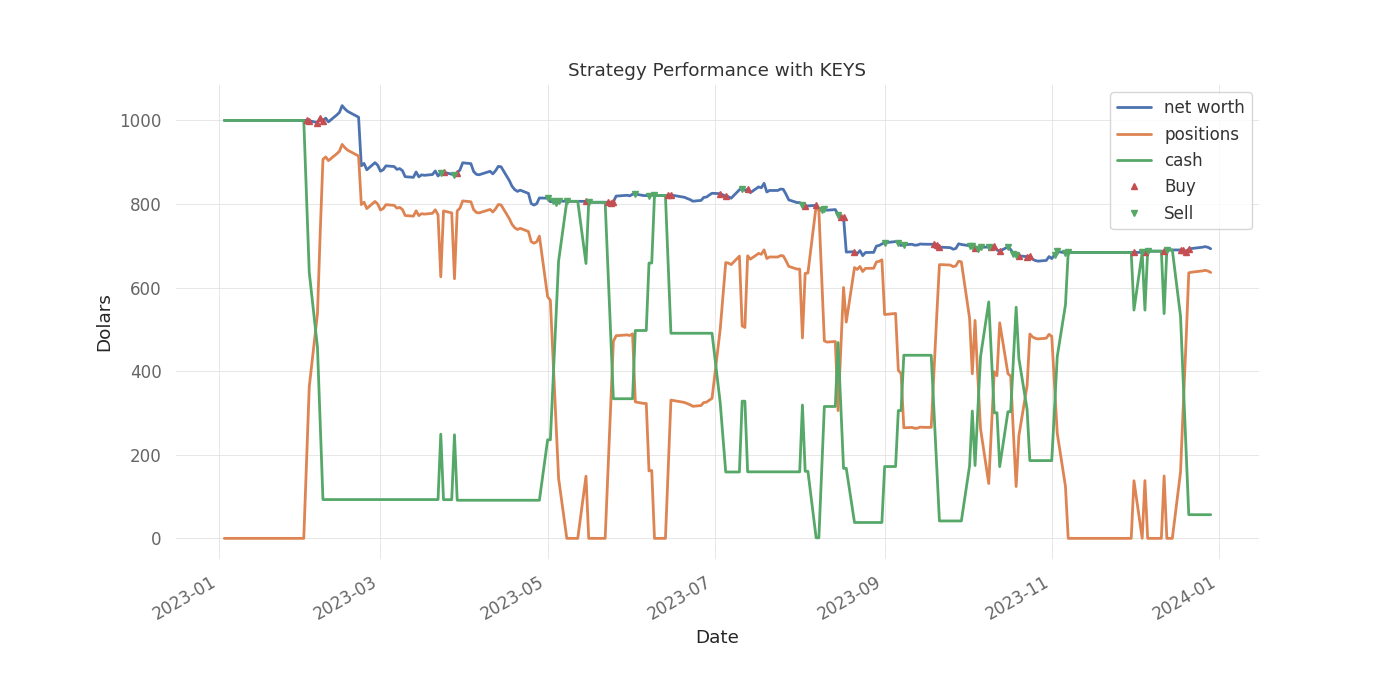 Strategy Performance with KEYS
net worth
positions
cash
Buy
Sell
1000
800
600
400
200
0
Dolars
2023-01
2023-03
2023-05
2023-07
2023-09
2023-11
2024-01
Date